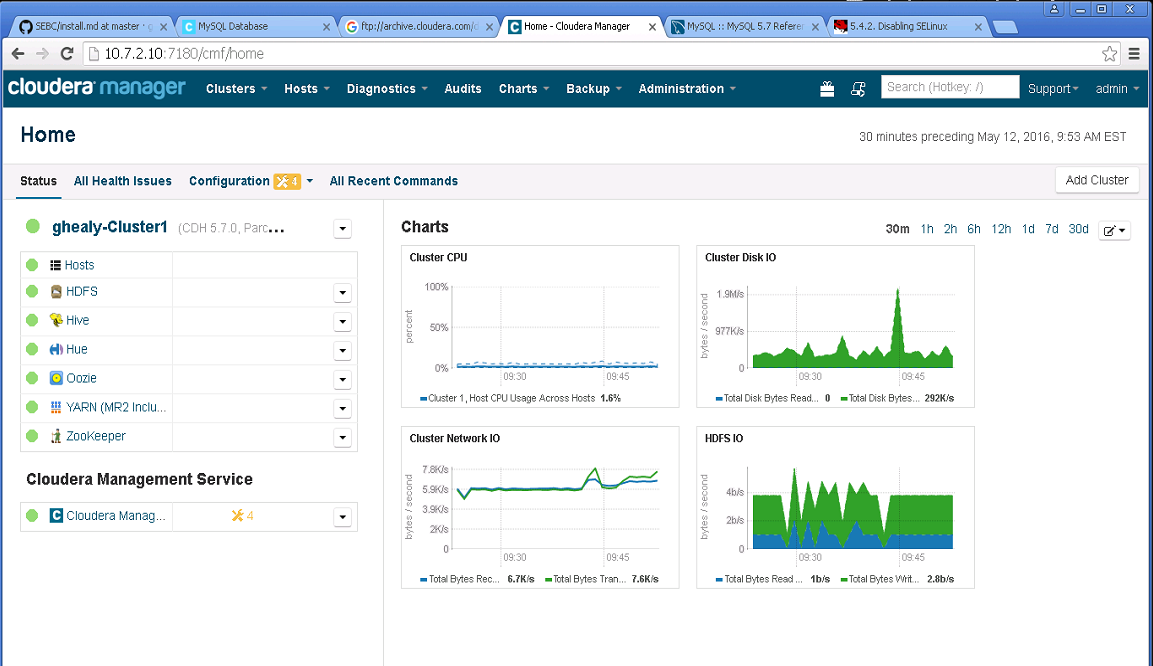 SEBC/install.md at master · g
MySQL Database
ftp://archive.cloudera.com/c
Home - Cloudera Manager
MySQL :: MySQL 5.7 Refere
5.4.2. Disabling SELinux
10.7.2.10:7180/cmf/home
cloudera manager
Clusters
Hosts
Diagnostics
Audits
Charts
Backup
Administration
Search (Hotkey: /)
Support
admin
Home
30 minutes preceding May 12, 2016, 9:53 AM EST
Status
All Health Issues
Configuration
4
All Recent Commands
Add Cluster
ghealy-Cluster1 (CDH 5.7.0, Parc...
Hosts
HDFS
Hive
Hue
Oozie
YARN (MR2 Inclu...
ZooKeeper
Cloudera Management Service
Cloudera Manag...
4
Charts
30m 1h 2h 6h 12h 1d 7d 30d
Cluster CPU
percent
100%
50%
0%
09:30
09:45
Cluster 1, Host CPU Usage Across Hosts 1.6%
Cluster Disk IO
bytes / second
1.9M/s
977K/s
0
09:30
09:45
Total Disk Bytes Read... 0
Total Disk Bytes... 292K/s
Cluster Network IO
bytes / second
7.8K/s
5.9K/s
3.9K/s
2K/s
0
09:30
09:45
Total Bytes Rec... 6.7K/s
Total Bytes Tran... 7.6K/s
HDFS IO
bytes / second
4b/s
2b/s
0
09:30
09:45
Total Bytes Read ... 1b/s
Total Bytes Writ... 2.8b/s